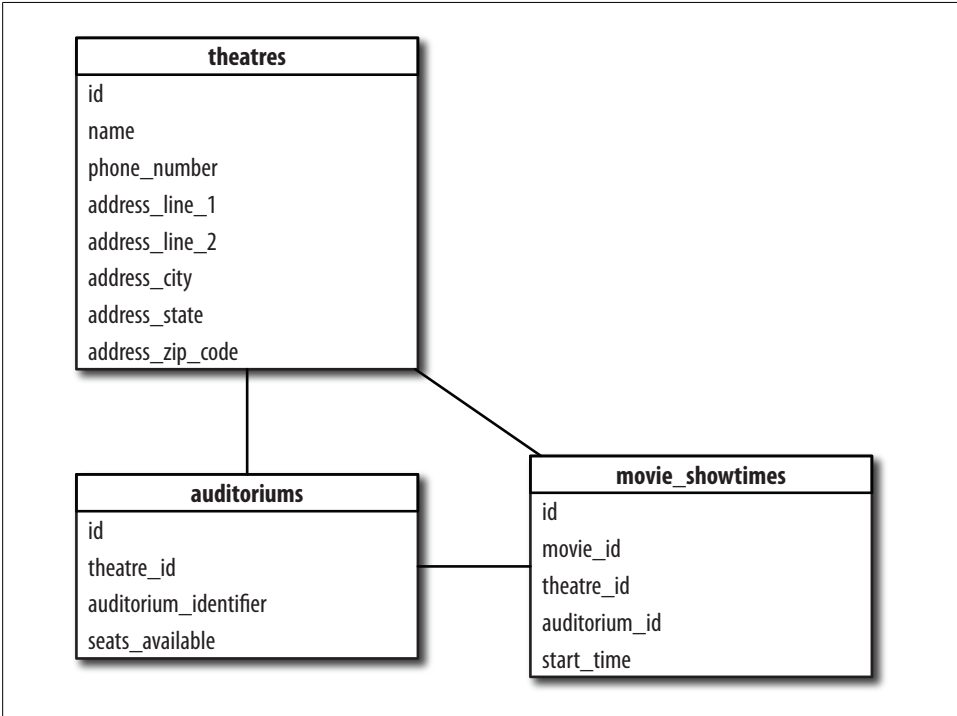 theatres
id
name
phone_number
address_line_1
address_line_2
address_city
address_state
address_zip_code
auditoriums
id
theatre_id
auditorium_identifier
seats_available
movie_showtimes
id
movie_id
theatre_id
auditorium_id
start_time